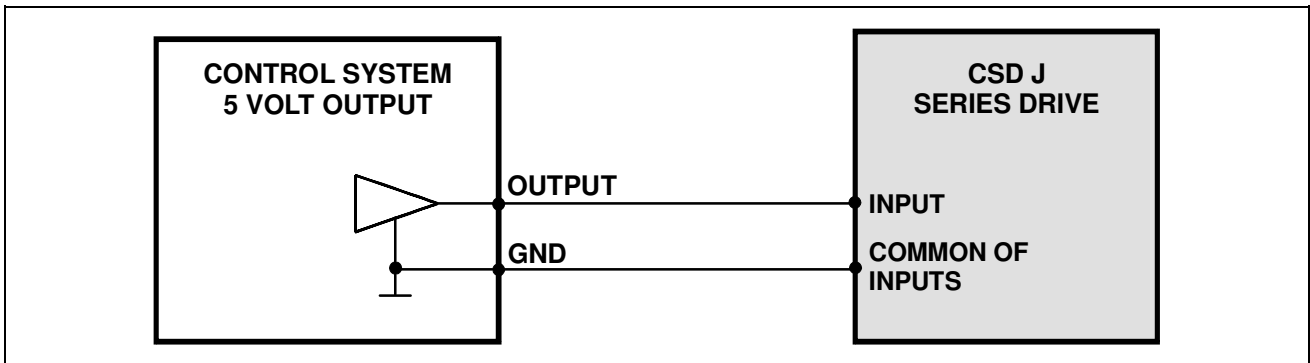 CONTROL SYSTEM
5 VOLT OUTPUT
OUTPUT
GND
CSD J
SERIES DRIVE
INPUT
COMMON OF
INPUTS